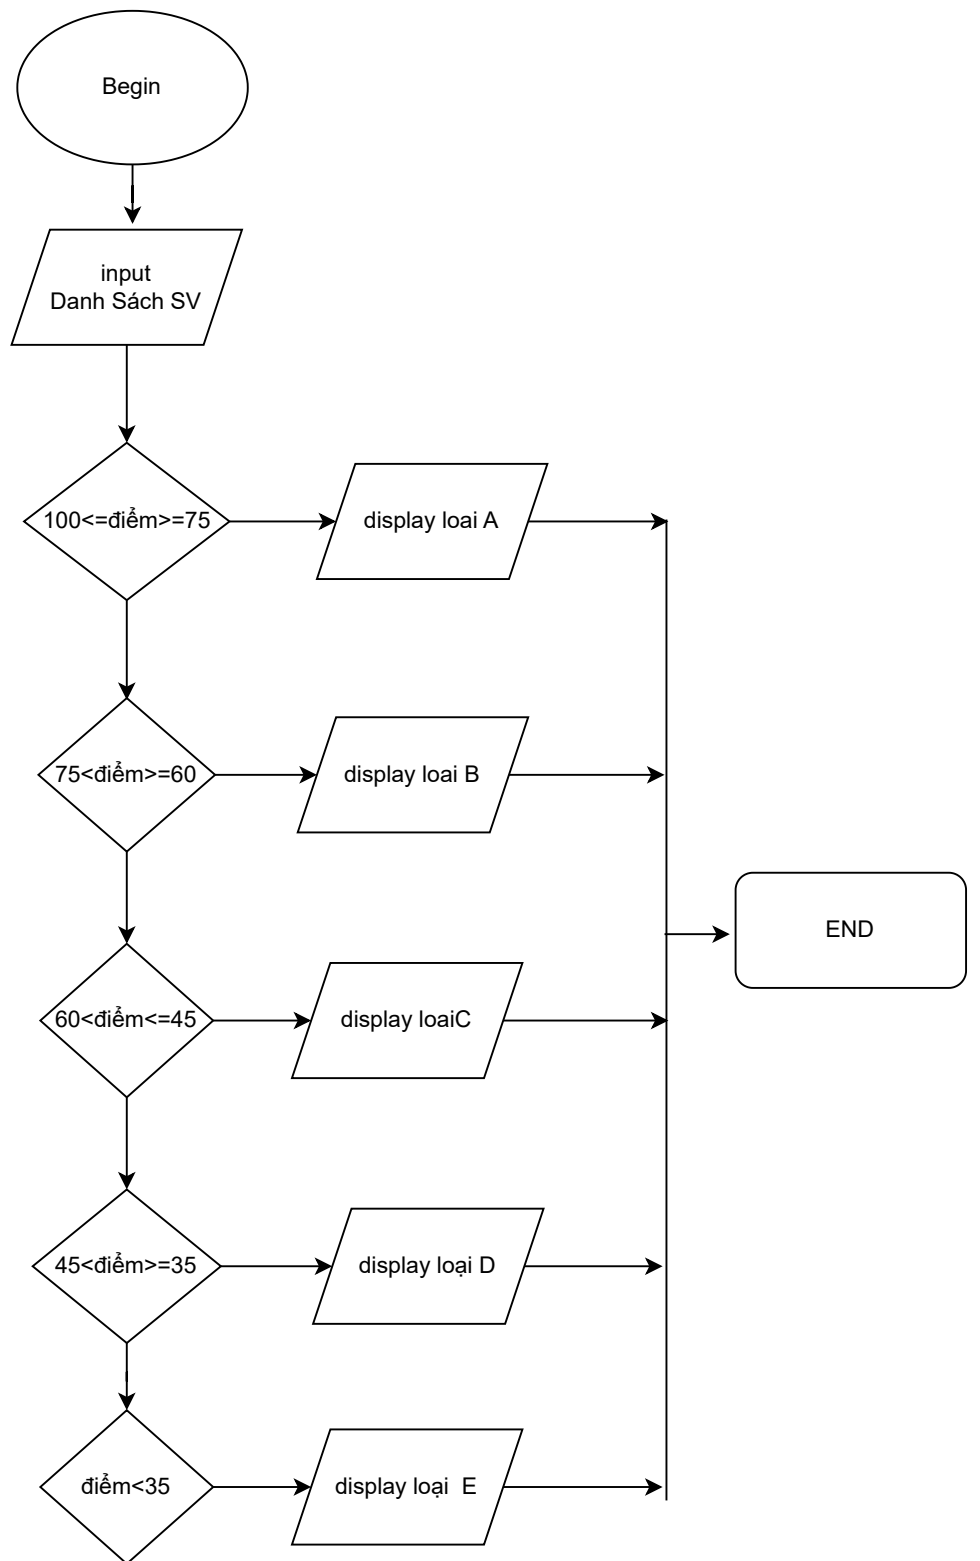 Begin
input
Danh Sách SV
100<=điểm>=75
display loai A
75<điểm>=60
display loai B
END
60<điểm<=45
display loaiC
45<điểm>=35
display loại D
điểm<35
display loại  E